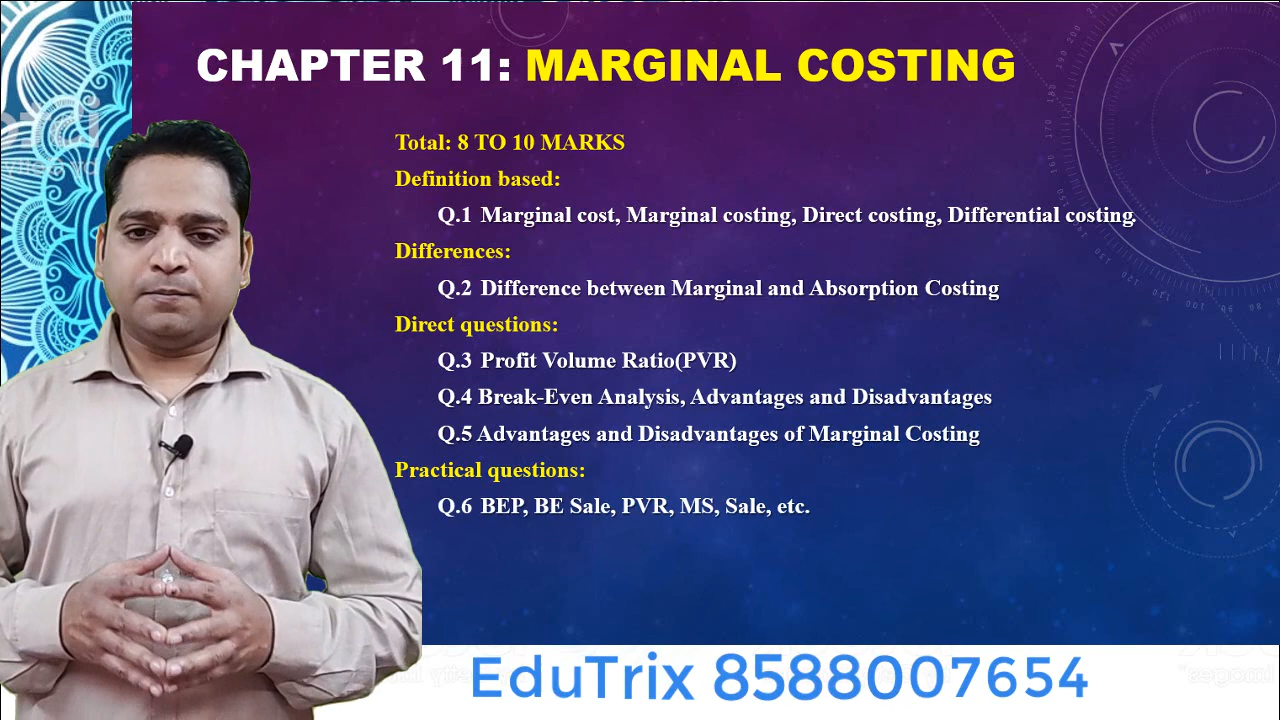 CHAPTER 11: MARGINAL COSTING
Total: 8 TO 10 MARKS
Definition based:
Q.1 Marginal cost, Marginal costing, Direct costing, Differential costing.
Differences:
Q.2 Difference between Marginal and Absorption Costing
Direct questions:
Q.3 Profit Volume Ratio(PVR)
Q.4 Break-Even Analysis, Advantages and Disadvantages
Q.5 Advantages and Disadvantages of Marginal Costing
Practical questions:
Q.6 BEP, BE Sale, PVR, MS, Sale, etc.
EduTrix 8588007654